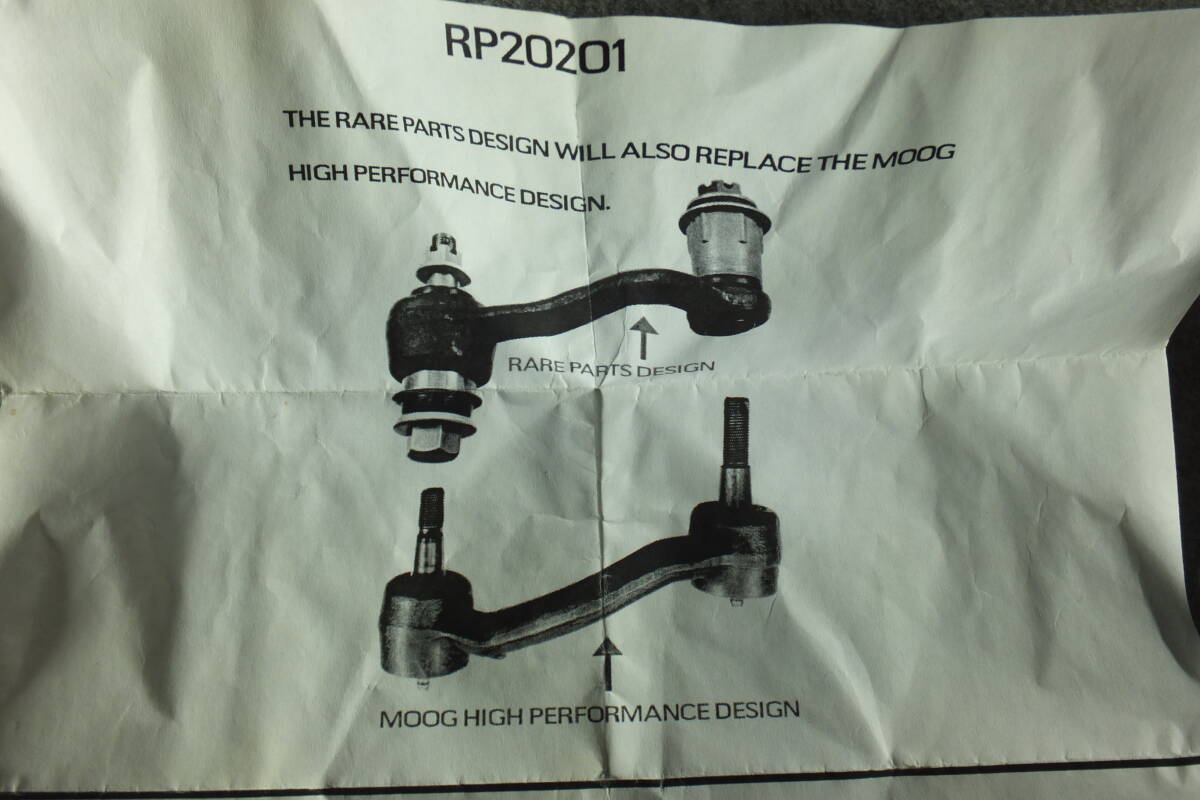 RP20201
THE RARE PARTS DESIGN WILL ALSO REPLACE THE MOOG
HIGH PERFORMANCE DESIGN.
RARE PARTS DESIGN
MOOG HIGH PERFORMANCE DESIGN